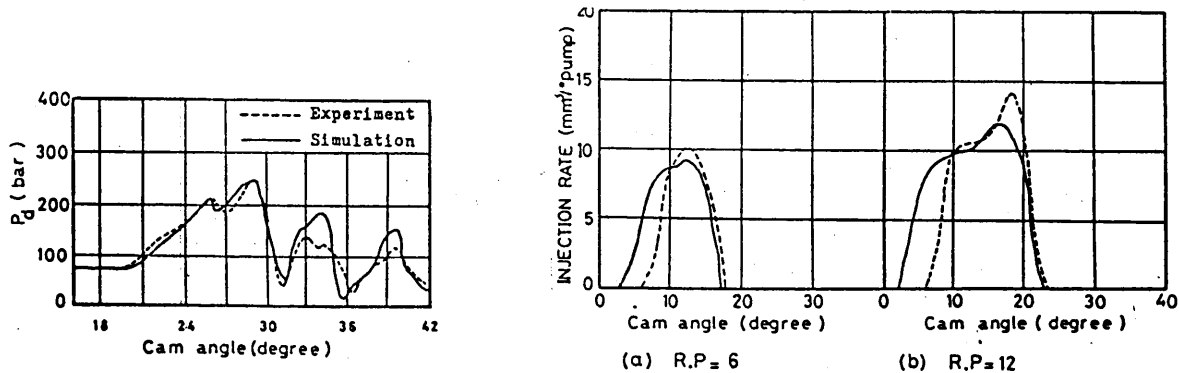 400
300
200
100
0
P_d (bar)
Experiment
Simulation
18
24
30
36
42
Cam angle(degree)
20
15
10
5
0
INJECTION RATE (mm³/°pump)
0
10
20
30
0
10
20
30
40
Cam angle (degree)
Cam angle (degree)
(a) R.P= 6
(b) R.P=12